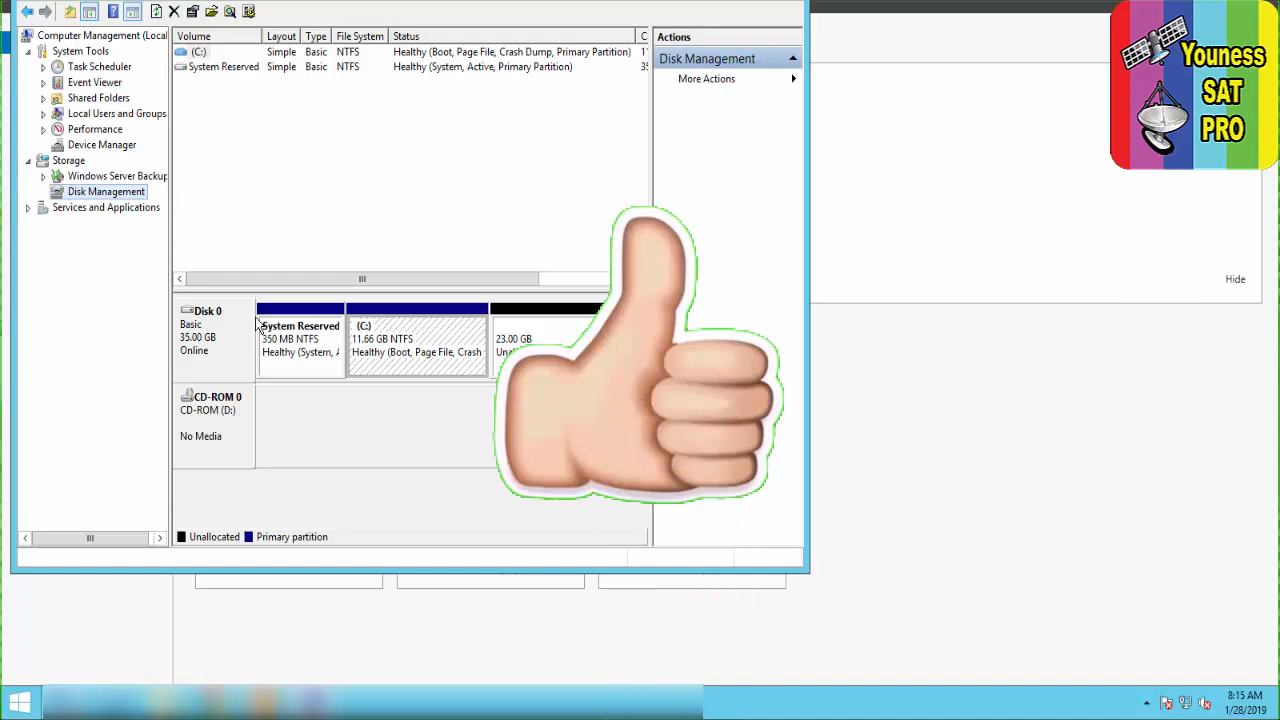 Computer Management (Local
System Tools
Task Scheduler
Event Viewer
Shared Folders
Local Users and Groups
Performance
Device Manager
Storage
Windows Server Backup
Disk Management
Services and Applications
Volume Layout Type File System Status C
(C:) Simple Basic NTFS Healthy (Boot, Page File, Crash Dump, Primary Partition) 11
System Reserved Simple Basic NTFS Healthy (System, Active, Primary Partition) 35
Actions
Disk Management
More Actions
Youness
SAT
PRO
Hide
Disk 0
Basic
35.00 GB
Online
System Reserved
350 MB NTFS
Healthy (System, A
(C:)
11.66 GB NTFS
Healthy (Boot, Page File, Crash
23.00 GB
Una
CD-ROM 0
CD-ROM (D:)
No Media
Unallocated Primary partition
8:15 AM
1/28/2019